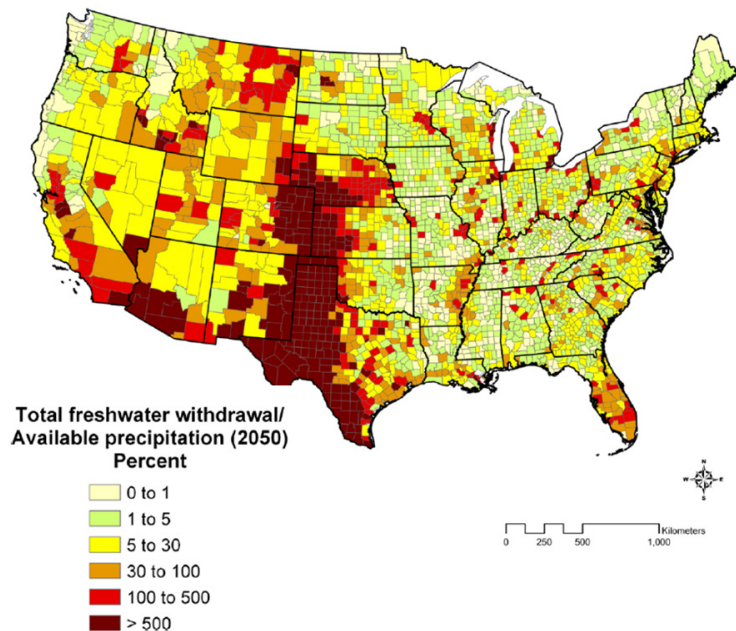 Total freshwater withdrawal/
Available precipitation (2050)
Percent
0 to 1
1 to 5
5 to 30
30 to 100
100 to 500
> 500
N
W E
S
Kilometers
0 250 500 1,000